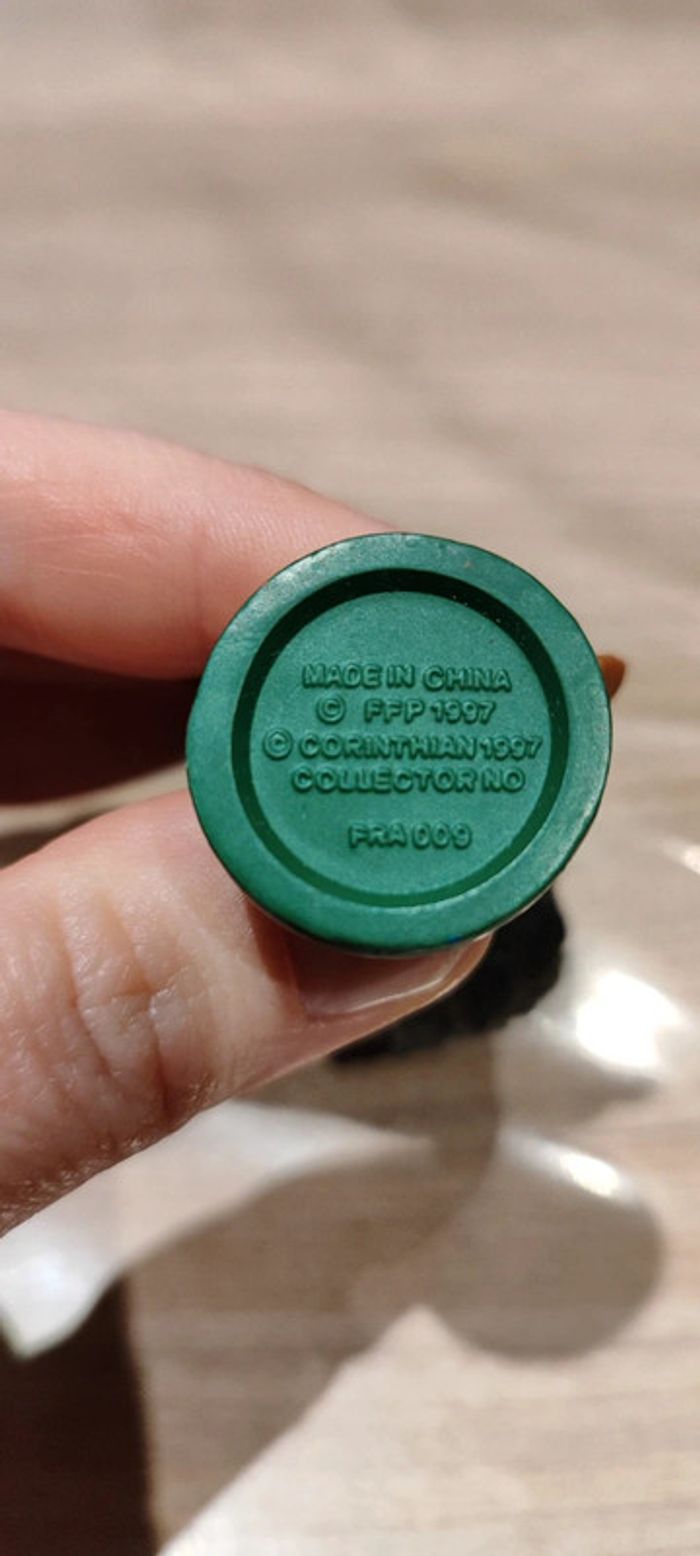 MADE IN CHINA
© FFP 1997
© CORINTHIAN 1997
COLLECTOR NO
FRA 009